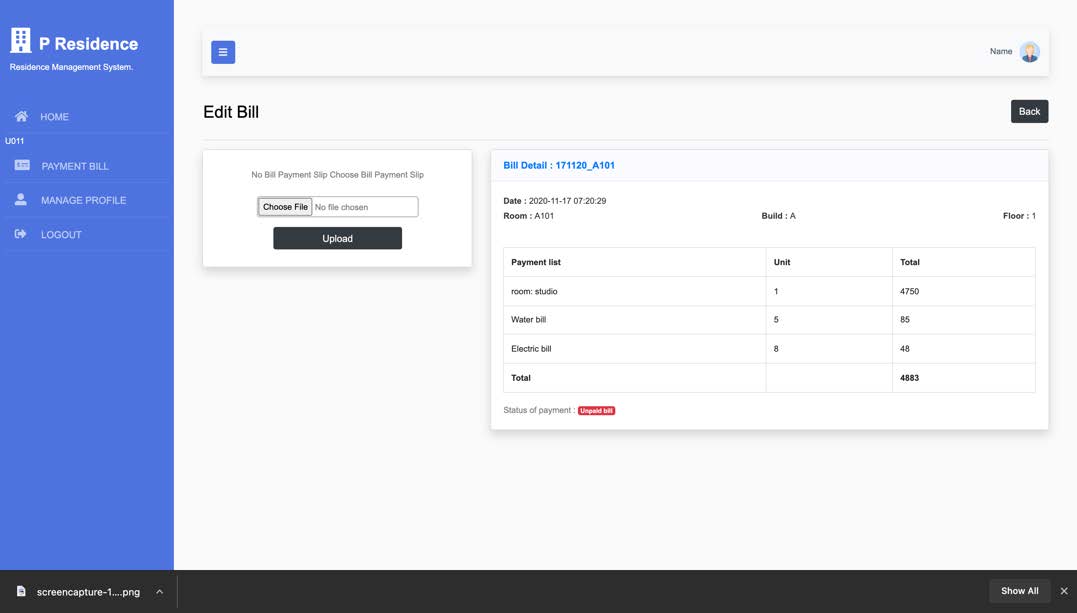 P Residence
Residence Management System.
HOME
U011
PAYMENT BILL
MANAGE PROFILE
LOGOUT
Name
Edit Bill
Back
No Bill Payment Slip Choose Bill Payment Slip
Choose File No file chosen
Upload
Bill Detail : 171120_A101
Date : 2020-11-17 07:20:29
Room : A101 Build : A Floor : 1
Payment list Unit Total
room: studio 1 4750
Water bill 5 85
Electric bill 8 48
Total 4883
Status of payment : Unpaid bill
screencapture-1....png
Show All